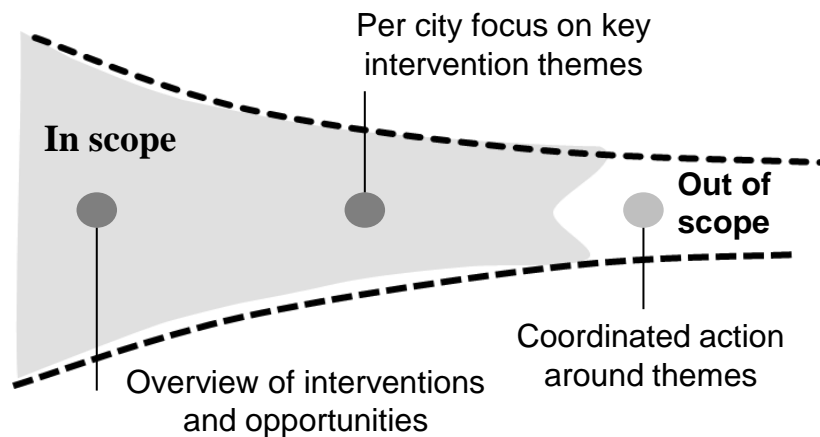 Per city focus on key
intervention themes
In scope
Out of
scope
Coordinated action
around themes
Overview of interventions
and opportunities